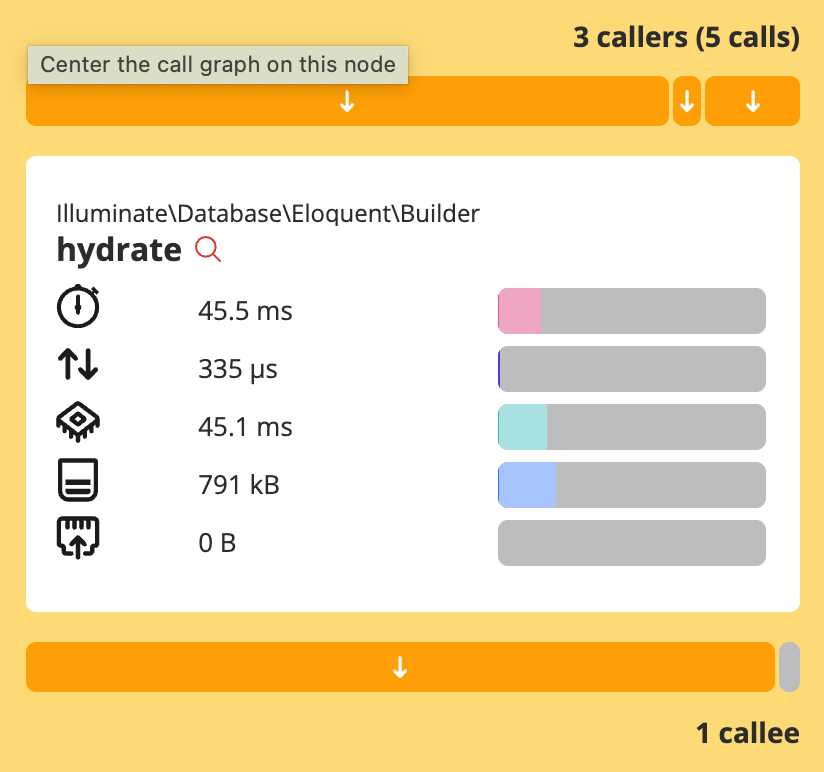 3 callers (5 calls)
Center the call graph on this node
Illuminate\Database\Eloquent\Builder
hydrate
45.5 ms
335 µs
45.1 ms
791 kB
0 B
1 callee